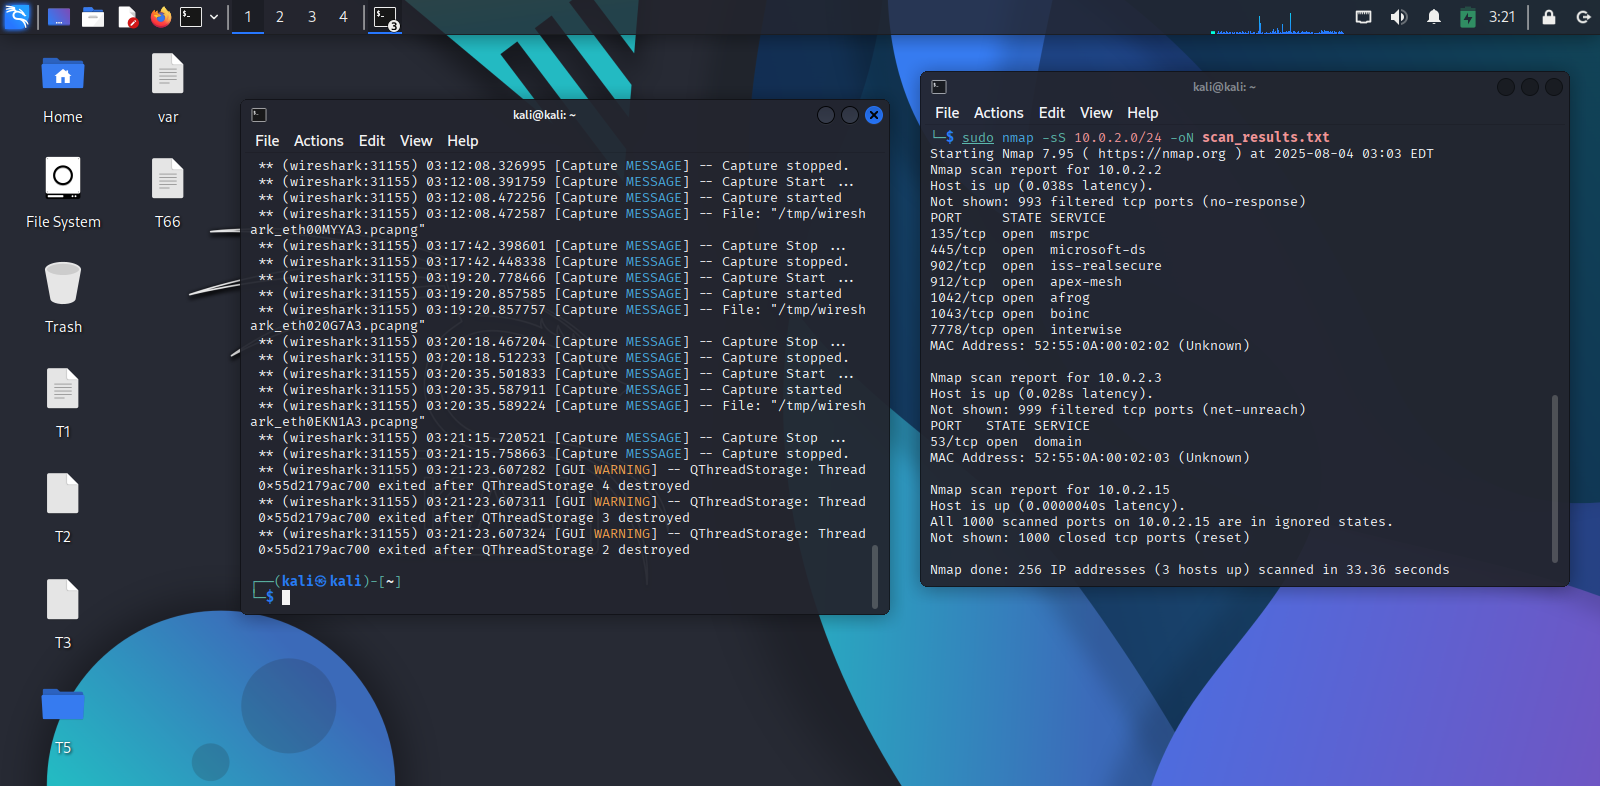 1 2 3 4 3 3:21
Home
var
File System
T66
Trash
T1
T2
T3
T5
kali@kali: ~
File Actions Edit View Help
** (wireshark:31155) 03:12:08.326995 [Capture MESSAGE] -- Capture stopped.
** (wireshark:31155) 03:12:08.391759 [Capture MESSAGE] -- Capture Start ...
** (wireshark:31155) 03:12:08.472256 [Capture MESSAGE] -- Capture started
** (wireshark:31155) 03:12:08.472587 [Capture MESSAGE] -- File: "/tmp/wiresh
ark_eth00MYYA3.pcapng"
** (wireshark:31155) 03:17:42.398601 [Capture MESSAGE] -- Capture Stop ...
** (wireshark:31155) 03:17:42.448338 [Capture MESSAGE] -- Capture stopped.
** (wireshark:31155) 03:19:20.778466 [Capture MESSAGE] -- Capture Start ...
** (wireshark:31155) 03:19:20.857585 [Capture MESSAGE] -- Capture started
** (wireshark:31155) 03:19:20.857757 [Capture MESSAGE] -- File: "/tmp/wiresh
ark_eth020G7A3.pcapng"
** (wireshark:31155) 03:20:18.467204 [Capture MESSAGE] -- Capture Stop ...
** (wireshark:31155) 03:20:18.512233 [Capture MESSAGE] -- Capture stopped.
** (wireshark:31155) 03:20:35.501833 [Capture MESSAGE] -- Capture Start ...
** (wireshark:31155) 03:20:35.587911 [Capture MESSAGE] -- Capture started
** (wireshark:31155) 03:20:35.589224 [Capture MESSAGE] -- File: "/tmp/wiresh
ark_eth0EKN1A3.pcapng"
** (wireshark:31155) 03:21:15.720521 [Capture MESSAGE] -- Capture Stop ...
** (wireshark:31155) 03:21:15.758663 [Capture MESSAGE] -- Capture stopped.
** (wireshark:31155) 03:21:23.607282 [GUI WARNING] -- QThreadStorage: Thread
0×55d2179ac700 exited after QThreadStorage 4 destroyed
** (wireshark:31155) 03:21:23.607311 [GUI WARNING] -- QThreadStorage: Thread
0×55d2179ac700 exited after QThreadStorage 3 destroyed
** (wireshark:31155) 03:21:23.607324 [GUI WARNING] -- QThreadStorage: Thread
0×55d2179ac700 exited after QThreadStorage 2 destroyed
┌──(kali㉿kali)-[~]
└─$
kali@kali: ~
File Actions Edit View Help
└─$ sudo nmap -sS 10.0.2.0/24 -oN scan_results.txt
Starting Nmap 7.95 ( https://nmap.org ) at 2025-08-04 03:03 EDT
Nmap scan report for 10.0.2.2
Host is up (0.038s latency).
Not shown: 993 filtered tcp ports (no-response)
PORT STATE SERVICE
135/tcp open msrpc
445/tcp open microsoft-ds
902/tcp open iss-realsecure
912/tcp open apex-mesh
1042/tcp open afrog
1043/tcp open boinc
7778/tcp open interwise
MAC Address: 52:55:0A:00:02:02 (Unknown)
Nmap scan report for 10.0.2.3
Host is up (0.028s latency).
Not shown: 999 filtered tcp ports (net-unreach)
PORT STATE SERVICE
53/tcp open domain
MAC Address: 52:55:0A:00:02:03 (Unknown)
Nmap scan report for 10.0.2.15
Host is up (0.0000040s latency).
All 1000 scanned ports on 10.0.2.15 are in ignored states.
Not shown: 1000 closed tcp ports (reset)
Nmap done: 256 IP addresses (3 hosts up) scanned in 33.36 seconds